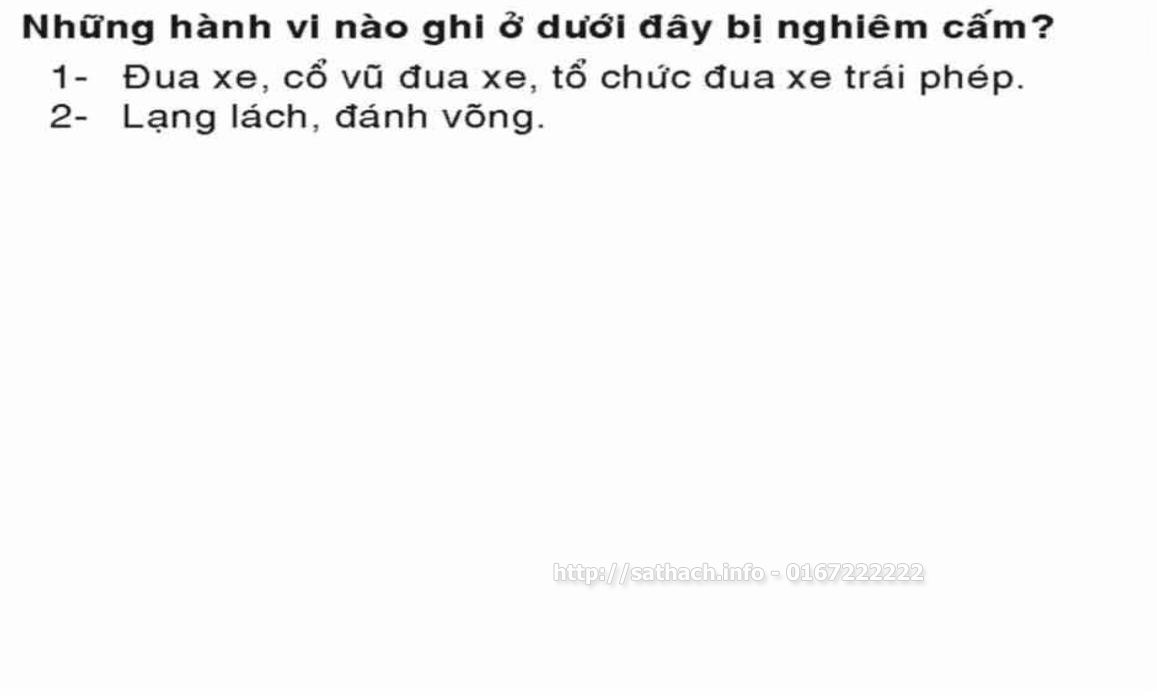 Những hành vi nào ghi ở dưới đây bị nghiêm cấm?
1- Đua xe, cổ vũ đua xe, tổ chức đua xe trái phép.
2- Lạng lách, đánh võng.
http://sathach.info - 0167222222